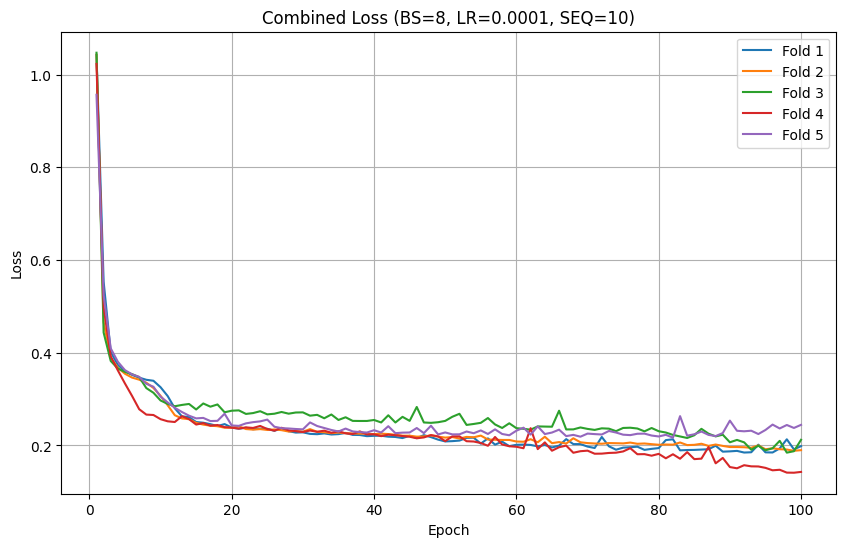 Combined Loss (BS=8, LR=0.0001, SEQ=10)
Fold 1
Fold 2
Fold 3
Fold 4
Fold 5
Loss
1.0
0.8
0.6
0.4
0.2
0
20
40
60
80
100
Epoch